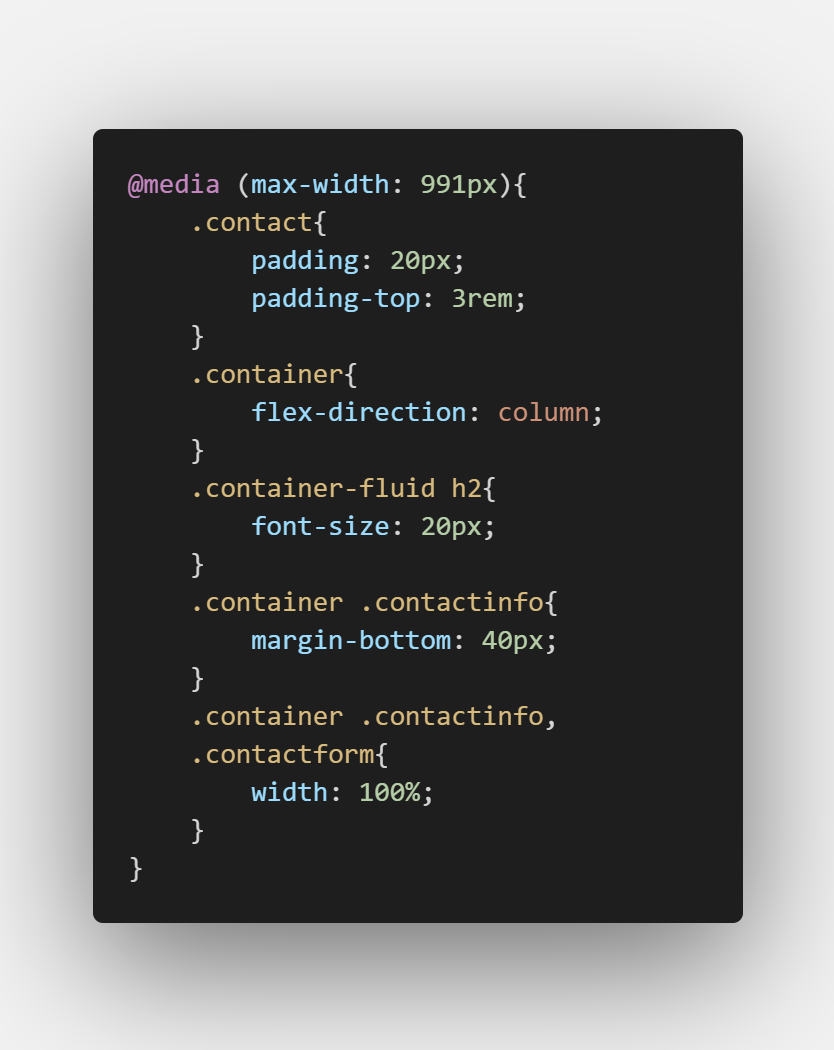 @media (max-width: 991px){
    .contact{
        padding: 20px;
        padding-top: 3rem;
    }
    .container{
        flex-direction: column;
    }
    .container-fluid h2{
        font-size: 20px;
    }
    .container .contactinfo{
        margin-bottom: 40px;
    }
    .container .contactinfo,
    .contactform{
        width: 100%;
    }
}